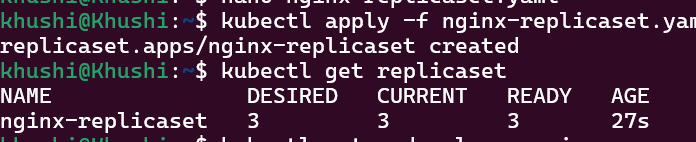 khushi@Khushi:~$ kubectl apply -f nginx-replicaset.yam
replicaset.apps/nginx-replicaset created
khushi@Khushi:~$ kubectl get replicaset
NAME DESIRED CURRENT READY AGE
nginx-replicaset 3 3 3 27s